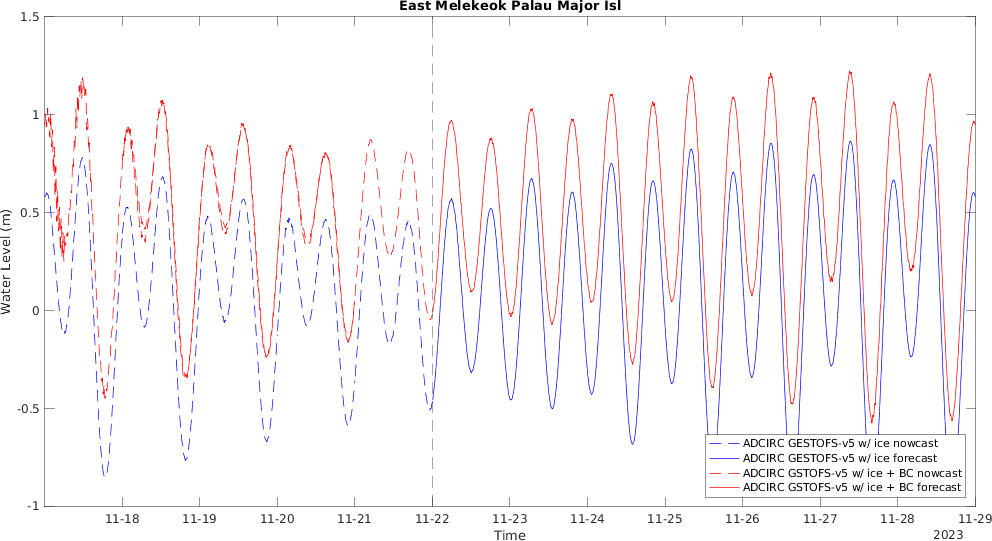 East Melekeok Palau Major Isl
1.5
1
0.5
0
-0.5
-1
Water Level (m)
11-18
11-19
11-20
11-21
11-22
11-23
11-24
11-25
11-26
11-27
11-28
11-29
Time
2023
ADCIRC GESTOFS-v5 w/ ice nowcast
ADCIRC GESTOFS-v5 w/ ice forecast
ADCIRC GSTOFS-v5 w/ ice + BC nowcast
ADCIRC GSTOFS-v5 w/ ice + BC forecast